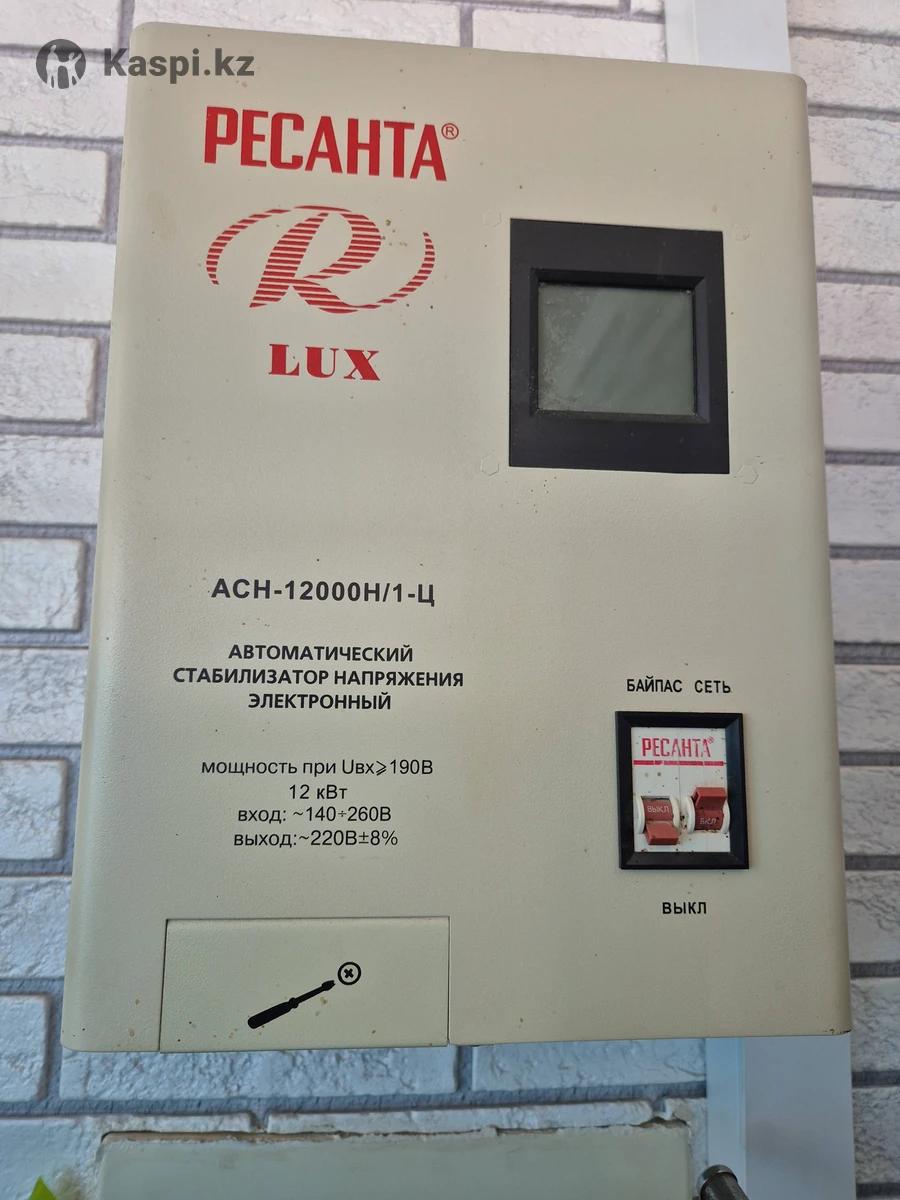 Kaspi.kz
РЕСАНТА®
R
LUX
АСН-12000Н/1-Ц
АВТОМАТИЧЕСКИЙ
СТАБИЛИЗАТОР НАПРЯЖЕНИЯ
ЭЛЕКТРОННЫЙ
мощность при Uвх⩾190В
12 кВт
вход: ~140÷260В
выход:~220В±8%
БАЙПАС СЕТЬ
РЕСАНТА®
ВЫКЛ
ВКЛ
ВЫКЛ